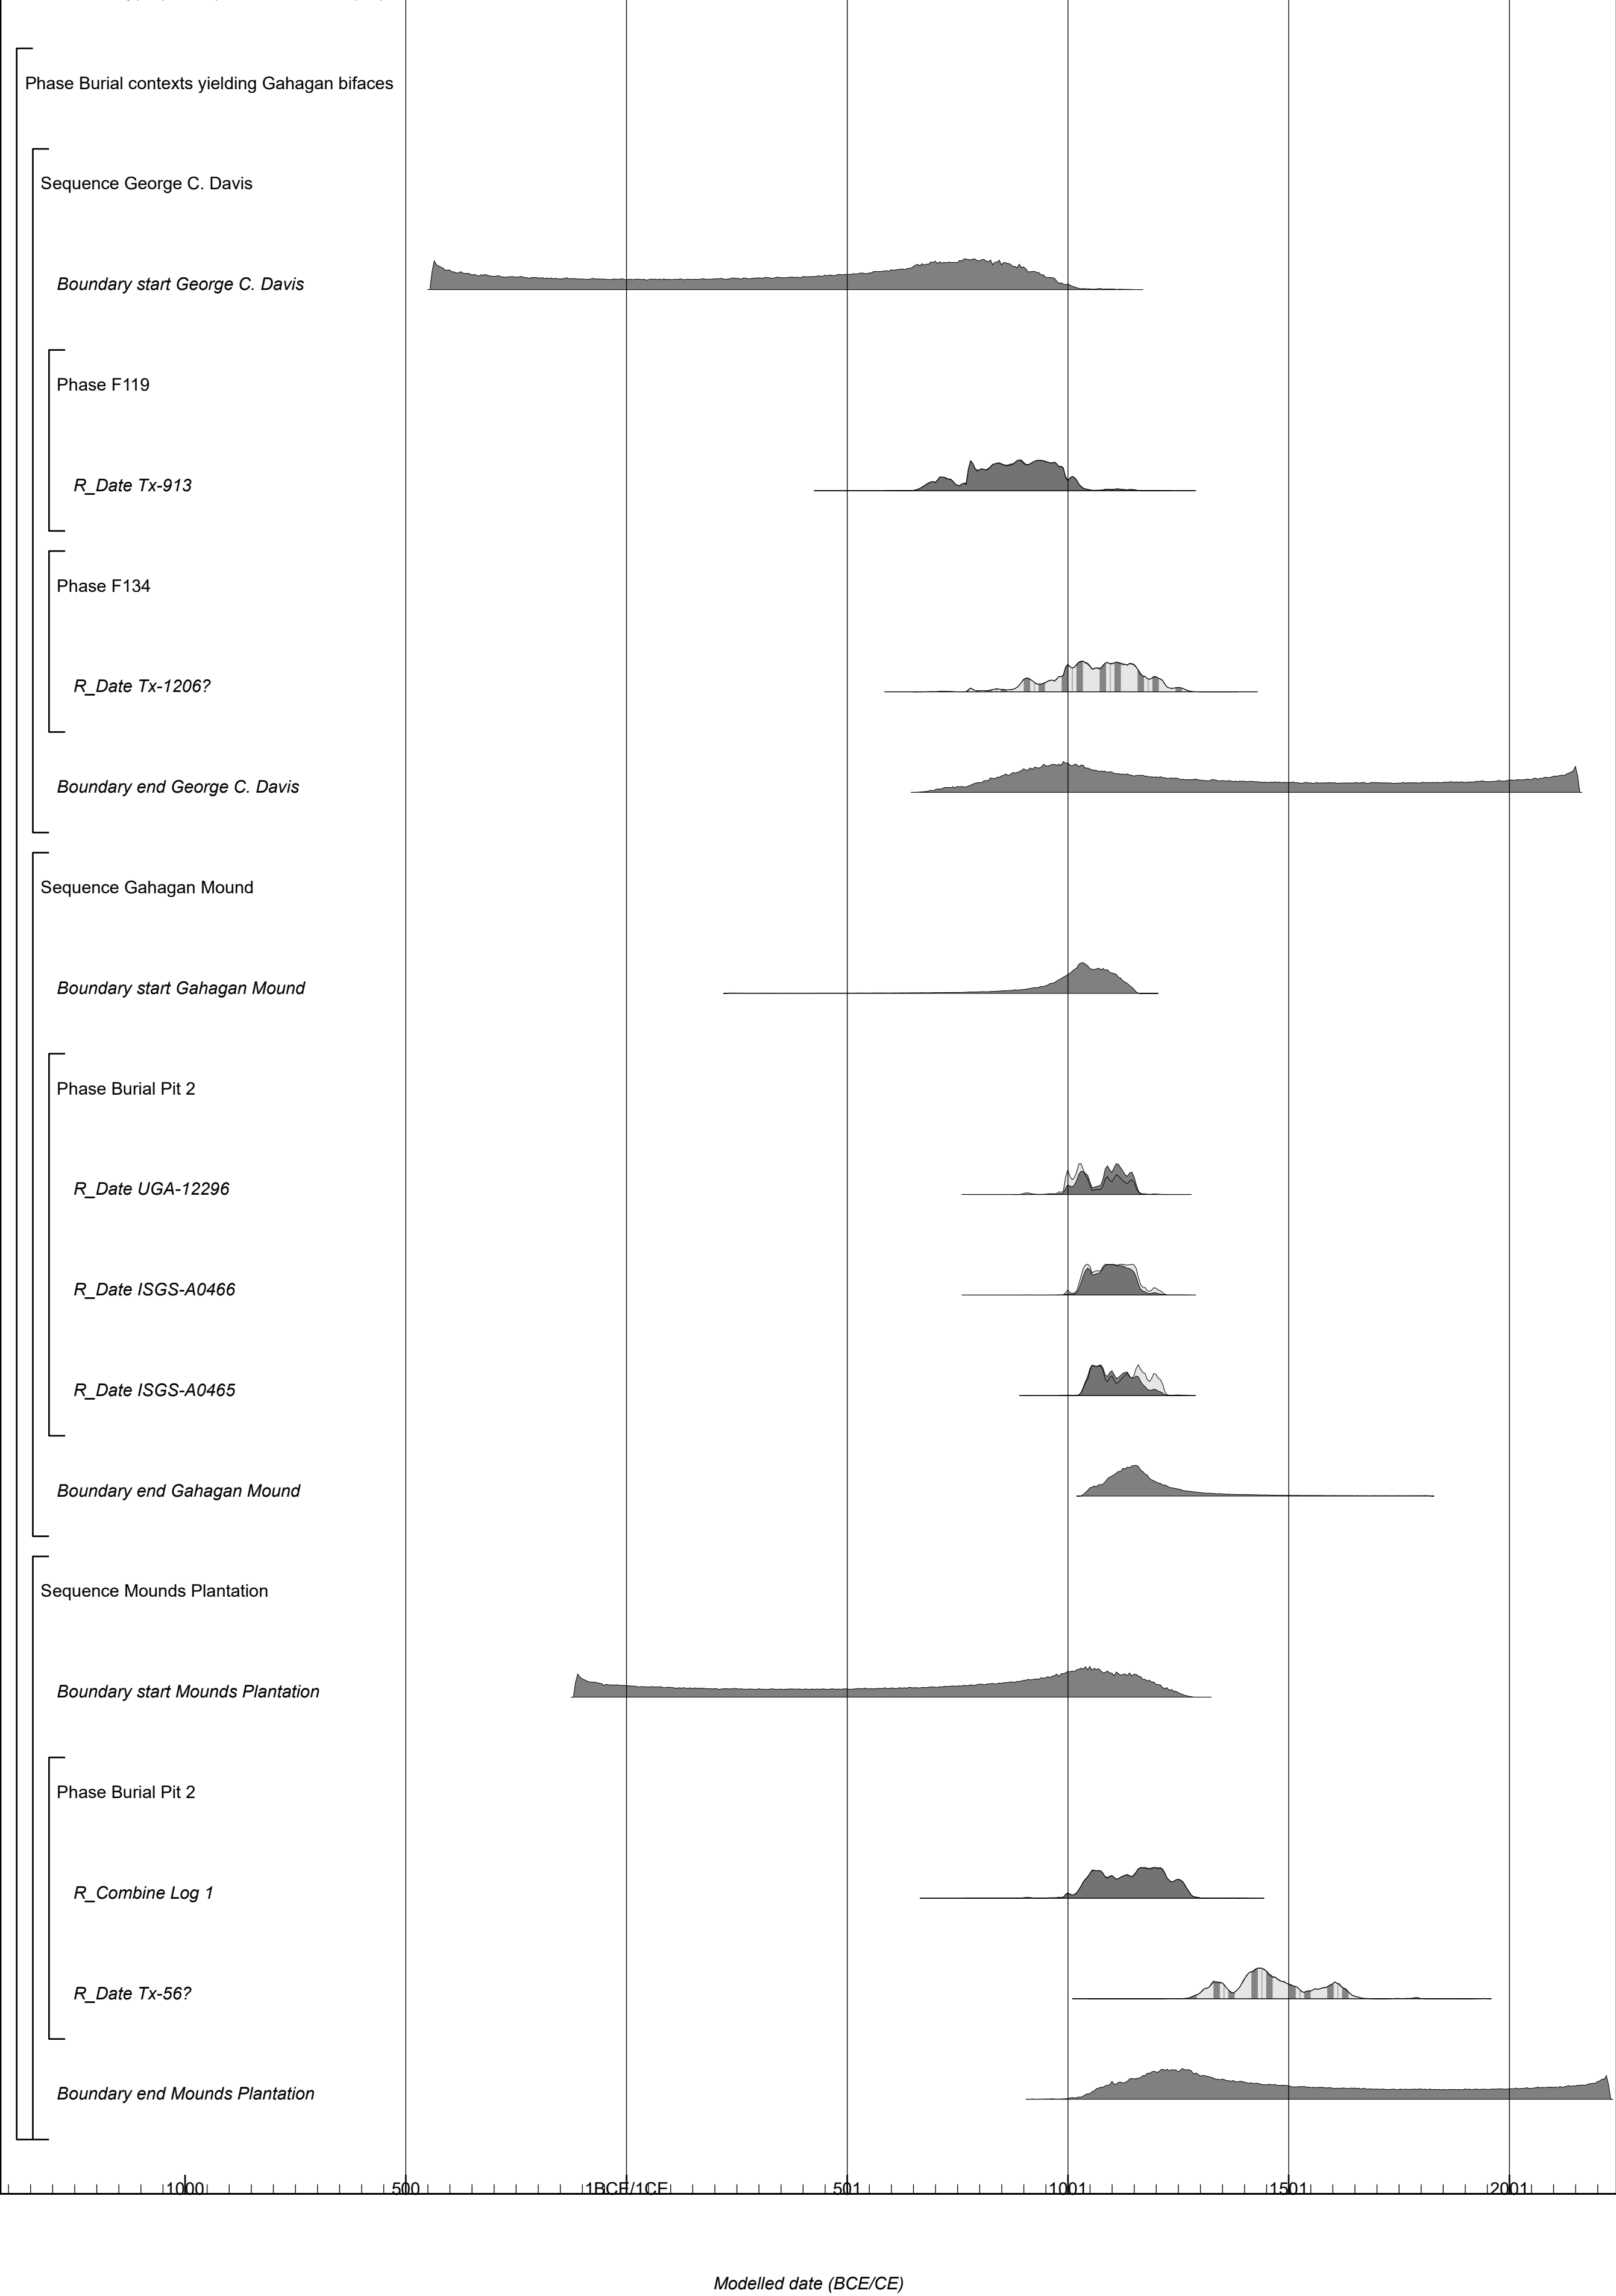 Phase Burial contexts yielding Gahagan bifaces
Sequence George C. Davis
Boundary start George C. Davis
Phase F119
R_Date Tx-913
Phase F134
R_Date Tx-1206?
Boundary end George C. Davis
Sequence Gahagan Mound
Boundary start Gahagan Mound
Phase Burial Pit 2
R_Date UGA-12296
R_Date ISGS-A0466
R_Date ISGS-A0465
Boundary end Gahagan Mound
Sequence Mounds Plantation
Boundary start Mounds Plantation
Phase Burial Pit 2
R_Combine Log 1
R_Date Tx-56?
Boundary end Mounds Plantation
1000 500 1BCE/1CE 501 1001 1501 2001
Modelled date (BCE/CE)